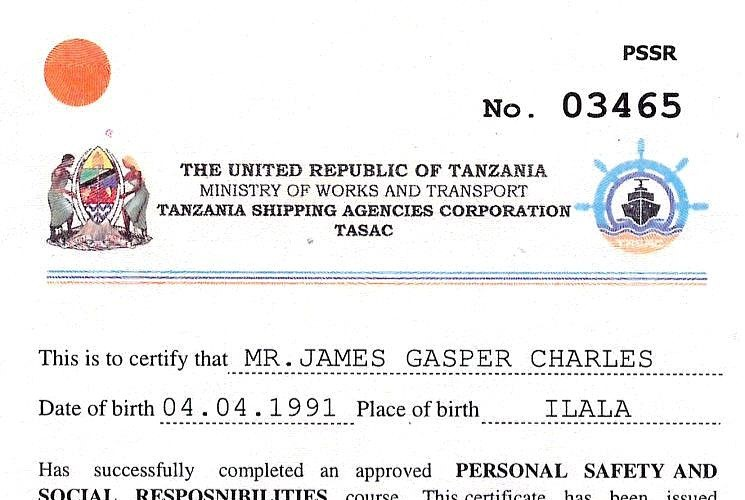 PSSR
No. 03465
THE UNITED REPUBLIC OF TANZANIA
MINISTRY OF WORKS AND TRANSPORT
TANZANIA SHIPPING AGENCIES CORPORATION
TASAC
This is to certify that MR.JAMES GASPER CHARLES
Date of birth 04.04.1991 Place of birth ILALA
Has successfully completed an approved PERSONAL SAFETY AND
SOCIAL RESPOSNIBILITIES course. This certificate has been issued